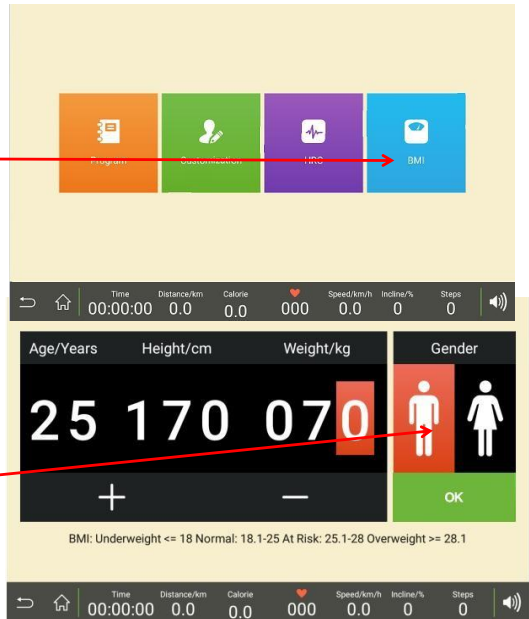 Program Customization HRC BMI
Time Distance/km Calorie Speed/km/h Incline/% Steps
00:00:00 0.0 0.0 000 0.0 0 0
Age/Years Height/cm Weight/kg Gender
25 170 070
+ − OK
BMI: Underweight <= 18 Normal: 18.1-25 At Risk: 25.1-28 Overweight >= 28.1
Time Distance/km Calorie Speed/km/h Incline/% Steps
00:00:00 0.0 0.0 000 0.0 0 0